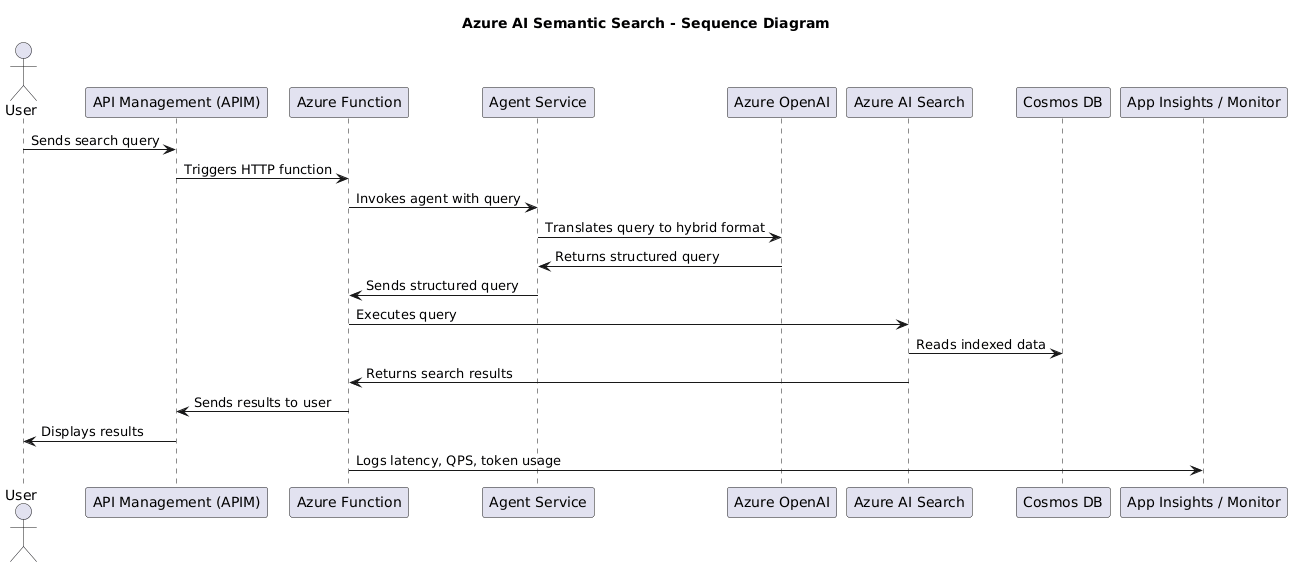 Azure AI Semantic Search - Sequence Diagram
User
API Management (APIM)
Azure Function
Agent Service
Azure OpenAI
Azure AI Search
Cosmos DB
App Insights / Monitor
Sends search query
Triggers HTTP function
Invokes agent with query
Translates query to hybrid format
Returns structured query
Sends structured query
Executes query
Reads indexed data
Returns search results
Sends results to user
Displays results
Logs latency, QPS, token usage
User
API Management (APIM)
Azure Function
Agent Service
Azure OpenAI
Azure AI Search
Cosmos DB
App Insights / Monitor